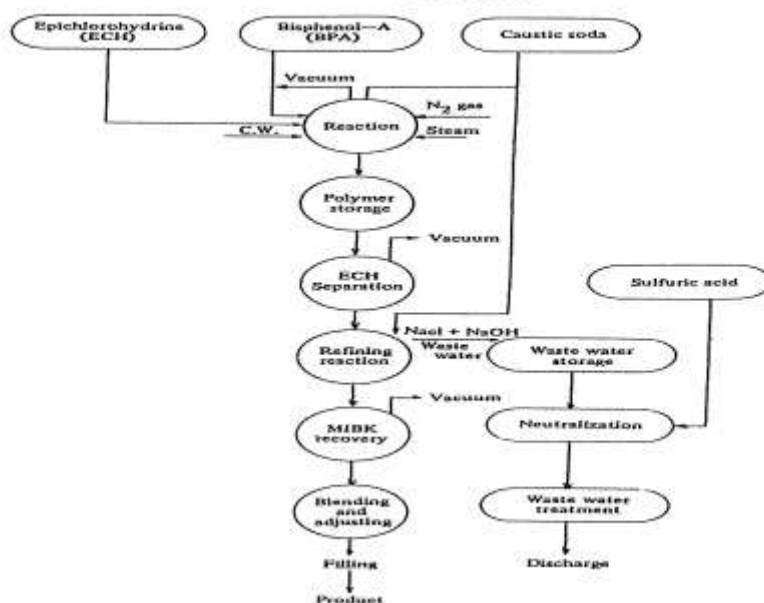 Epichlorohydrine
(ECH)
Bisphenol-A
(BPA)
Caustic soda
Vacuum
N2 gas
Reaction
C.W.
Steam
Polymer
storage
Vacuum
ECH
Separation
Sulfuric acid
Nacl + NaOH
Waste
water
Refining
reaction
Waste water
storage
Vacuum
MIBK
recovery
Neutralization
Blending
and
adjusting
Waste water
treatment
Filling
Discharge
Product